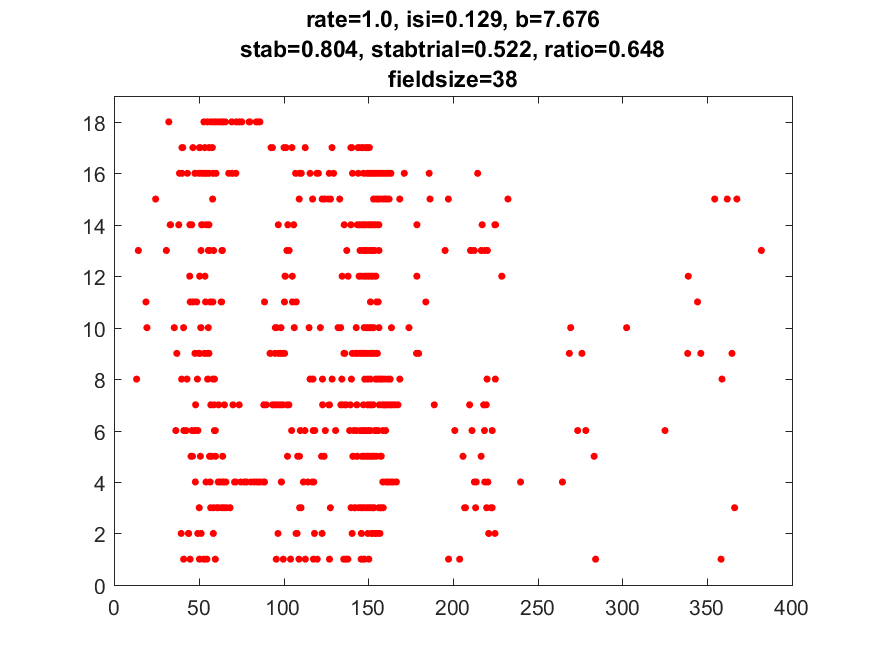 rate=1.0, isi=0.129, b=7.676
stab=0.804, stabtrial=0.522, ratio=0.648
fieldsize=38
18
16
14
12
10
8
6
4
2
0
0 50 100 150 200 250 300 350 400